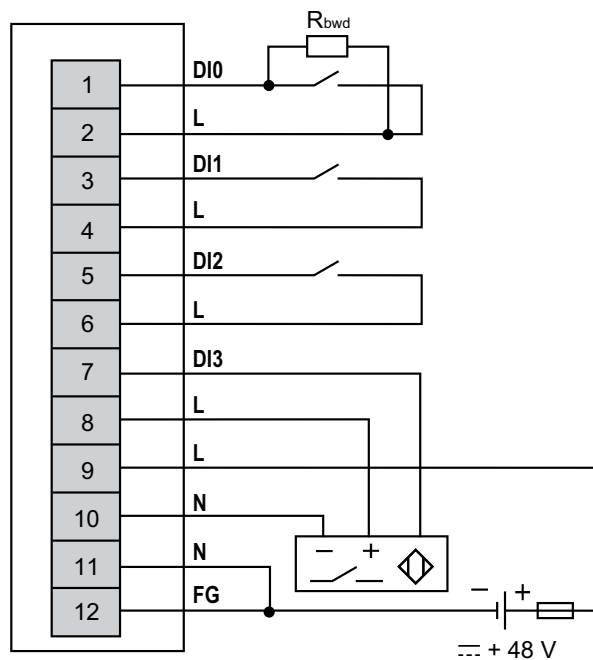 Rbwd
1 DI0
2 L
3 DI1
4 L
5 DI2
6 L
7 DI3
8 L
9 L
10 N
11 N
12 FG
− +
− +
+ 48 V